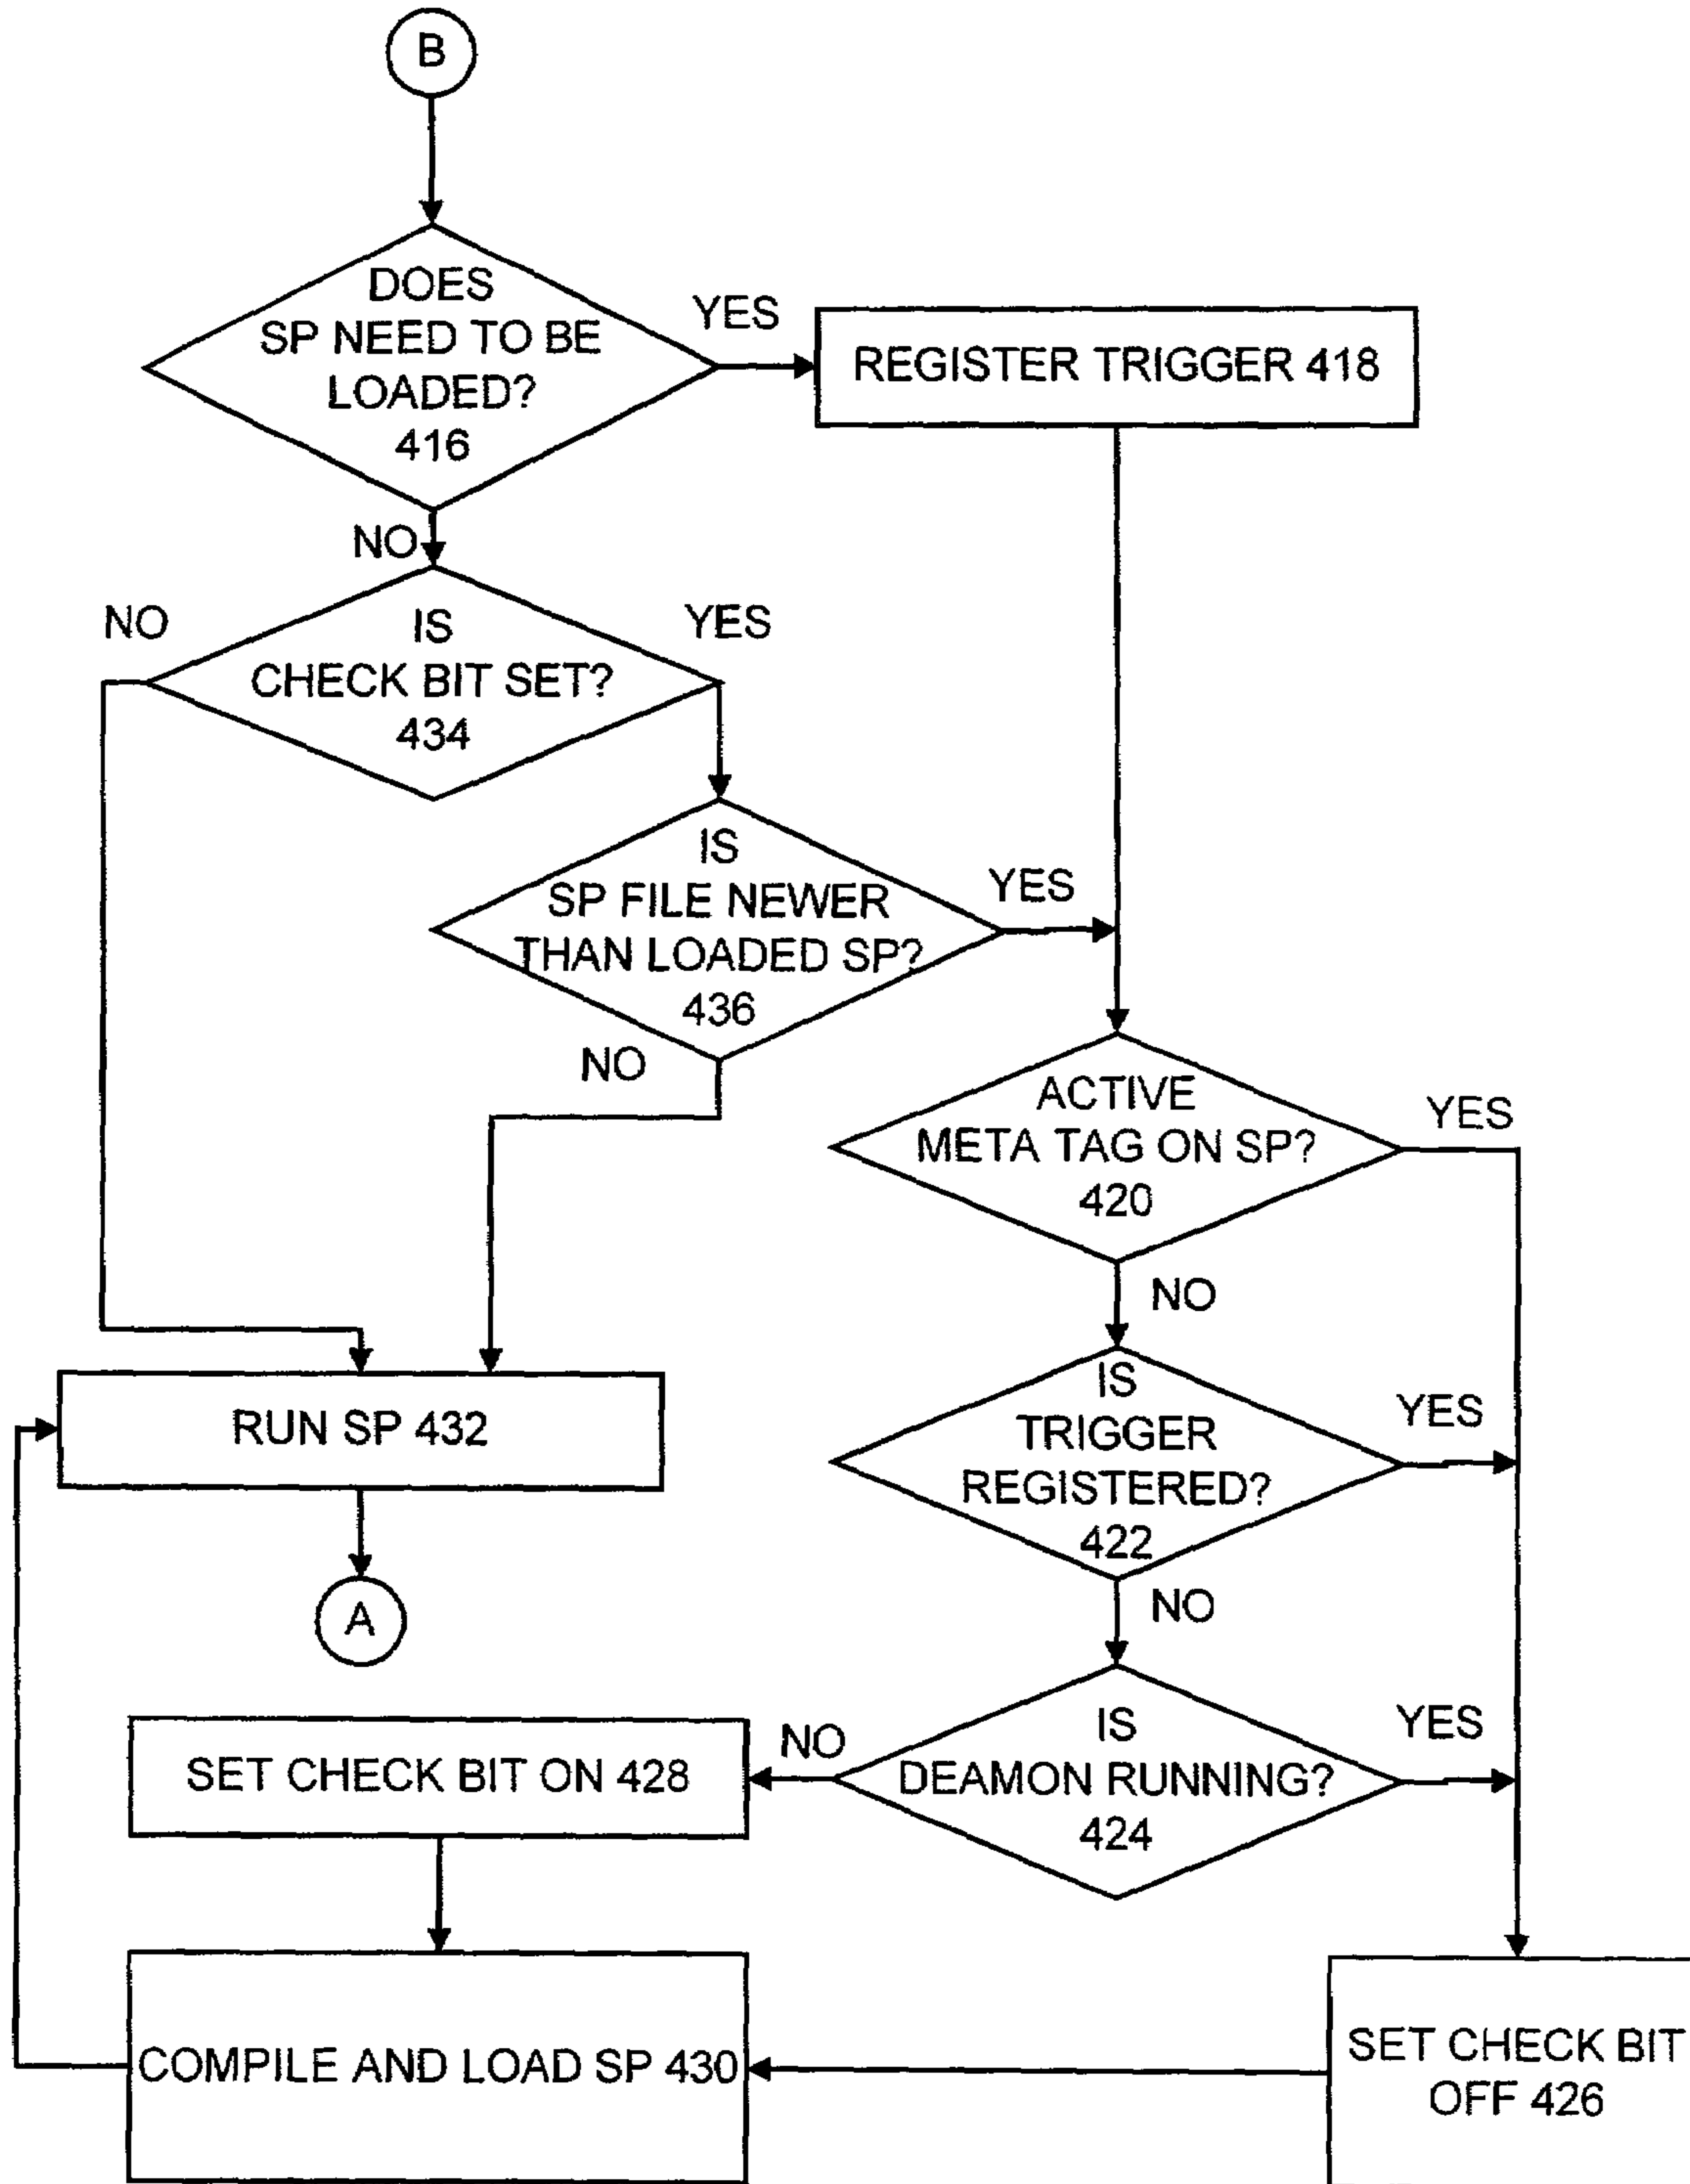 B
DOES
SP NEED TO BE
LOADED?
416
YES
REGISTER TRIGGER 418
NO
NO
IS
CHECK BIT SET?
434
YES
IS
SP FILE NEWER
THAN LOADED SP?
436
YES
NO
ACTIVE
META TAG ON SP?
420
YES
NO
IS
TRIGGER
REGISTERED?
422
YES
RUN SP 432
NO
A
IS
DEAMON RUNNING?
424
YES
NO
SET CHECK BIT ON 428
COMPILE AND LOAD SP 430
SET CHECK BIT
OFF 426